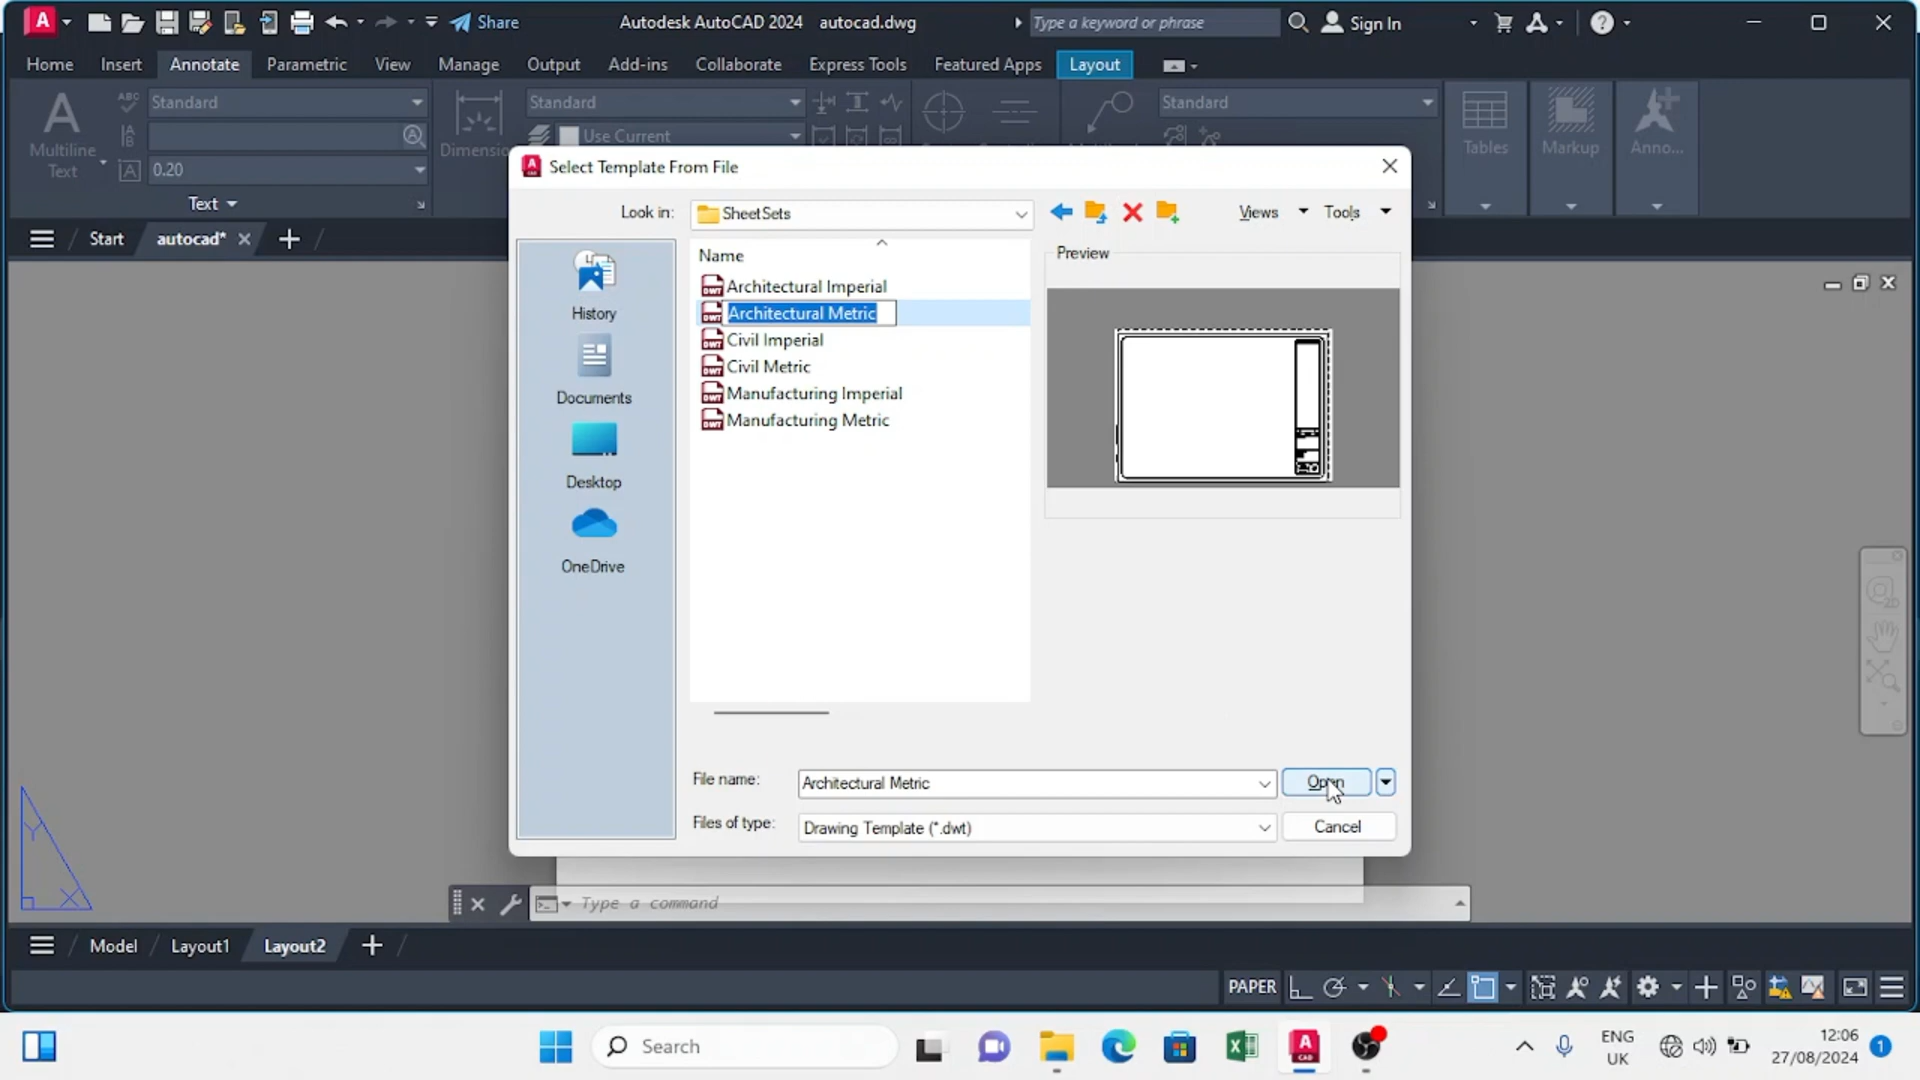 Share
Autodesk AutoCAD 2024 autocad.dwg
Type a keyword or phrase
Sign In
Home Insert Annotate Parametric View Manage Output Add-ins Collaborate Express Tools Featured Apps Layout
Multiline
Text
ABC
Standard
0.20
Text
Standard
Use Current
Standard
Tables
Markup
Anno...
Start
autocad*
Select Template From File
Look in:
SheetSets
Views
Tools
History
Documents
Desktop
OneDrive
Name
Architectural Imperial
Architectural Metric
Civil Imperial
Civil Metric
Manufacturing Imperial
Manufacturing Metric
Preview
File name:
Architectural Metric
Open
Files of type:
Drawing Template (*.dwt)
Cancel
Y
X
Type a command
Model
Layout1
Layout2
PAPER
Search
ENG
UK
12:06
27/08/2024
1